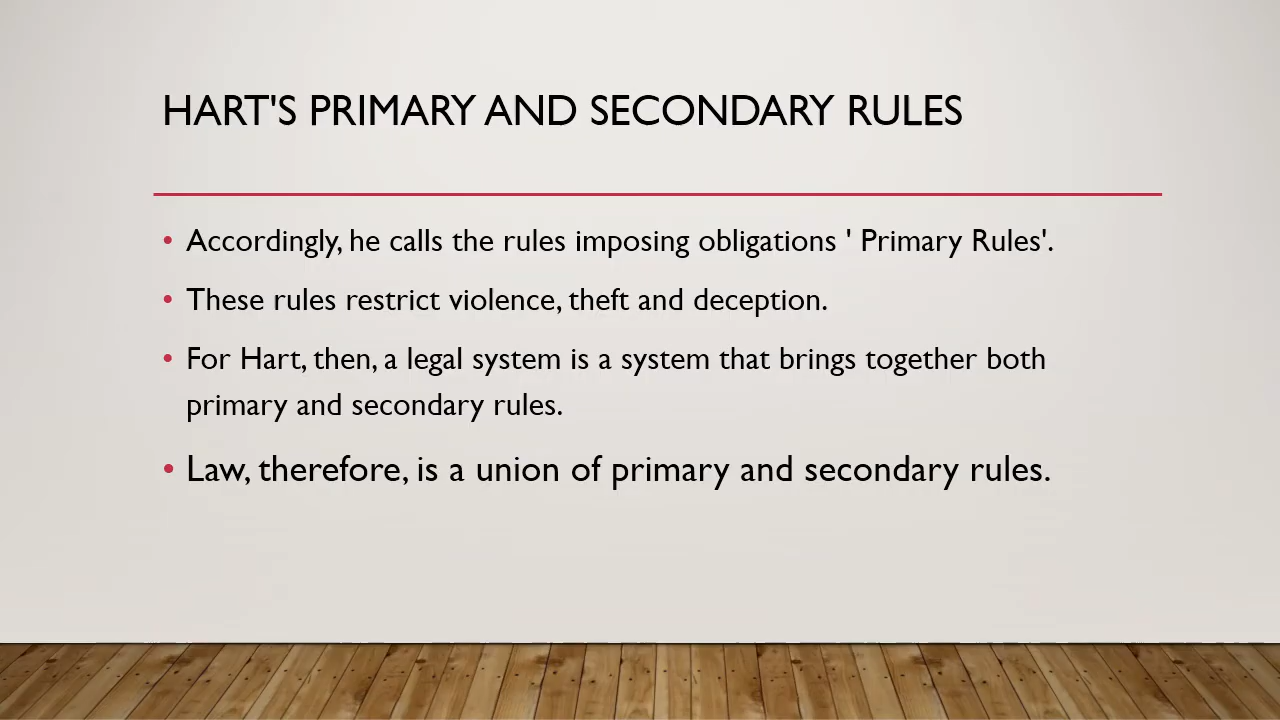 HART'S PRIMARY AND SECONDARY RULES
• Accordingly, he calls the rules imposing obligations ' Primary Rules'.
• These rules restrict violence, theft and deception.
• For Hart, then, a legal system is a system that brings together both
primary and secondary rules.
• Law, therefore, is a union of primary and secondary rules.